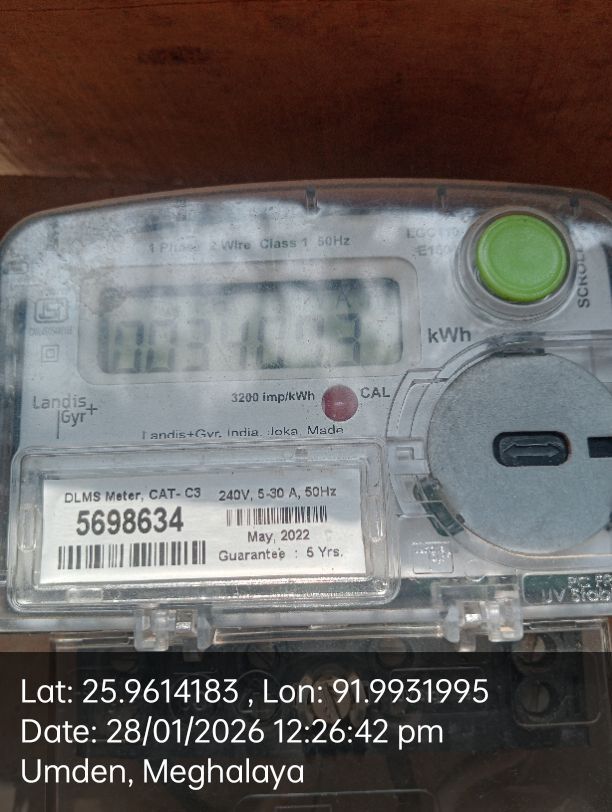 1 Phase 2 Wire Class 1 50Hz
SCROLL
kWh
3200 imp/kWh
CAL
Landis
Gyr+
Landis+Gyr, India, Joka, Made
DLMS Meter, CAT- C3
240V, 5-30 A, 50Hz
5698634
May, 2022
Guarantee : 5 Yrs.
Lat: 25.9614183 , Lon: 91.9931995
Date: 28/01/2026 12:26:42 pm
Umden, Meghalaya